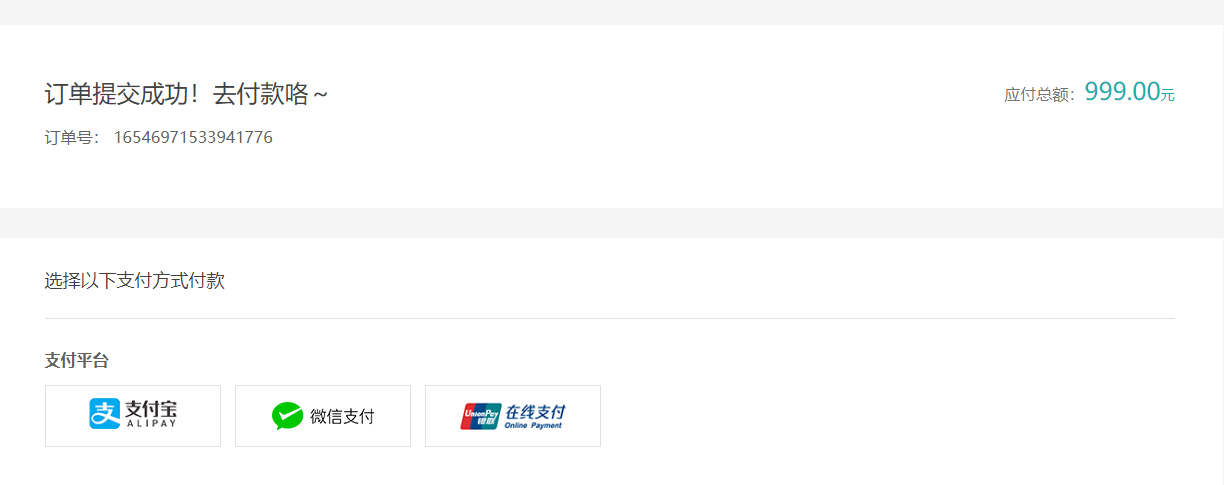 订单提交成功！去付款咯～
应付总额：999.00元
订单号： 16546971533941776
选择以下支付方式付款
支付平台
支 支付宝
ALIPAY
微信支付
UnionPay 银联 在线支付
Online Payment